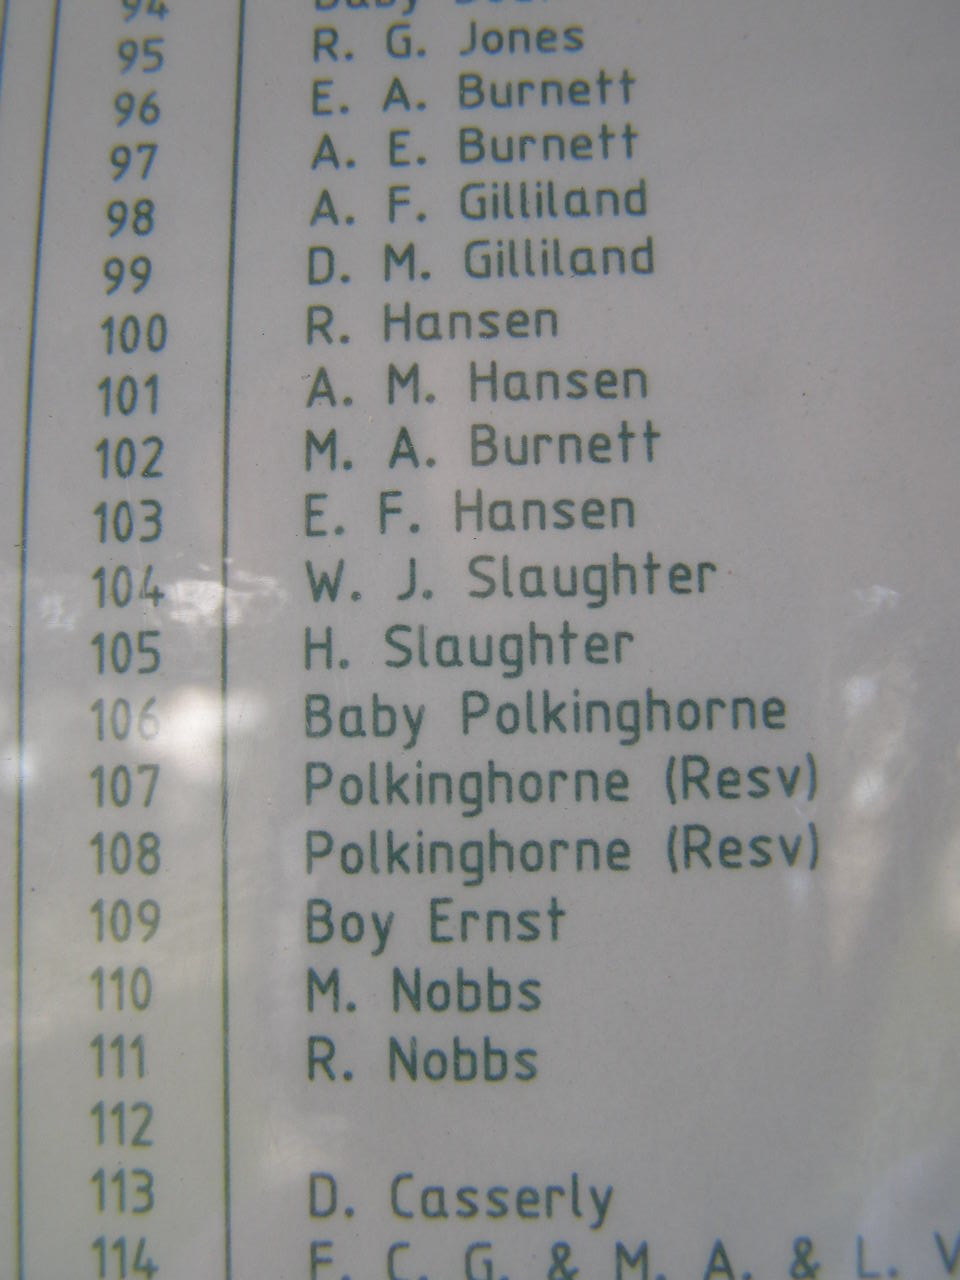 94 Baby
95 R. G. Jones
96 E. A. Burnett
97 A. E. Burnett
98 A. F. Gilliland
99 D. M. Gilliland
100 R. Hansen
101 A. M. Hansen
102 M. A. Burnett
103 E. F. Hansen
104 W. J. Slaughter
105 H. Slaughter
106 Baby Polkinghorne
107 Polkinghorne (Resv)
108 Polkinghorne (Resv)
109 Boy Ernst
110 M. Nobbs
111 R. Nobbs
112
113 D. Casserly
114 F. C. G. & M. A. & L. V